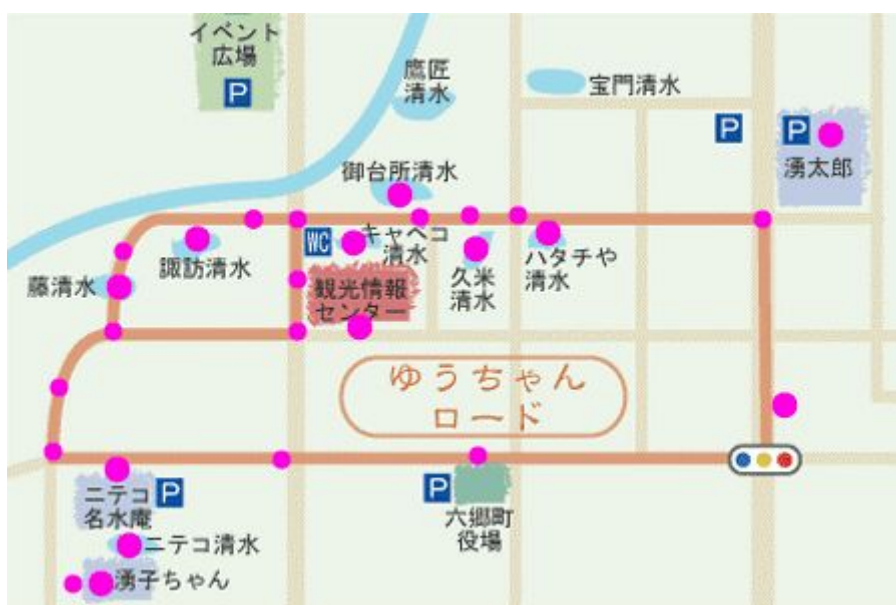 イベント
広場
P
鷹匠
清水
宝門清水
P
P
湧太郎
御台所清水
WC
キャペコ
清水
諏訪清水
久米
清水
ハタチや
清水
藤清水
観光情報
センター
ゆうちゃん
ロード
ニテコ
名水庵
P
P
六郷町
役場
ニテコ清水
湧子ちゃん